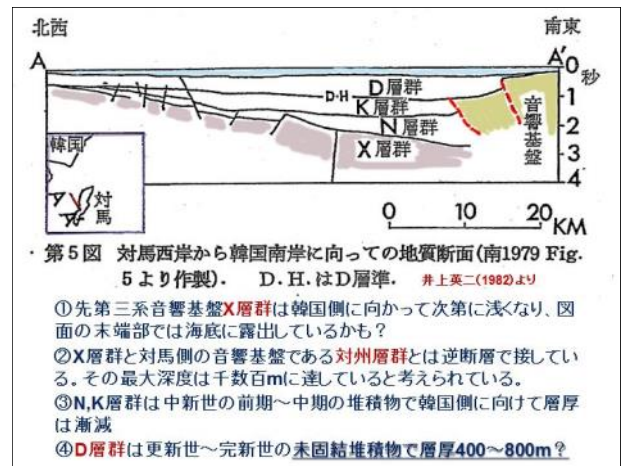 北西
南東
A
A'
0
秒
D層群
D・H
K層群
1
N層群
2
X層群
3
4
音響基盤
韓国
対馬
A
0
10
20 KM
・第5図 対馬西岸から韓国南岸に向っての地質断面(南1979 Fig.
5より作製). D.H.はD層準. 井上英二(1982)より
①先第三系音響基盤X層群は韓国側に向かって次第に浅くなり、図
面の末端部では海底に露出しているかも?
②X層群と対馬側の音響基盤である対州層群とは逆断層で接してい
る。その最大深度は千数百mに達していると考えられている。
③N,K層群は中新世の前期～中期の堆積物で韓国側に向けて層厚
は漸減
④D層群は更新世～完新世の未固結堆積物で層厚400～800m?